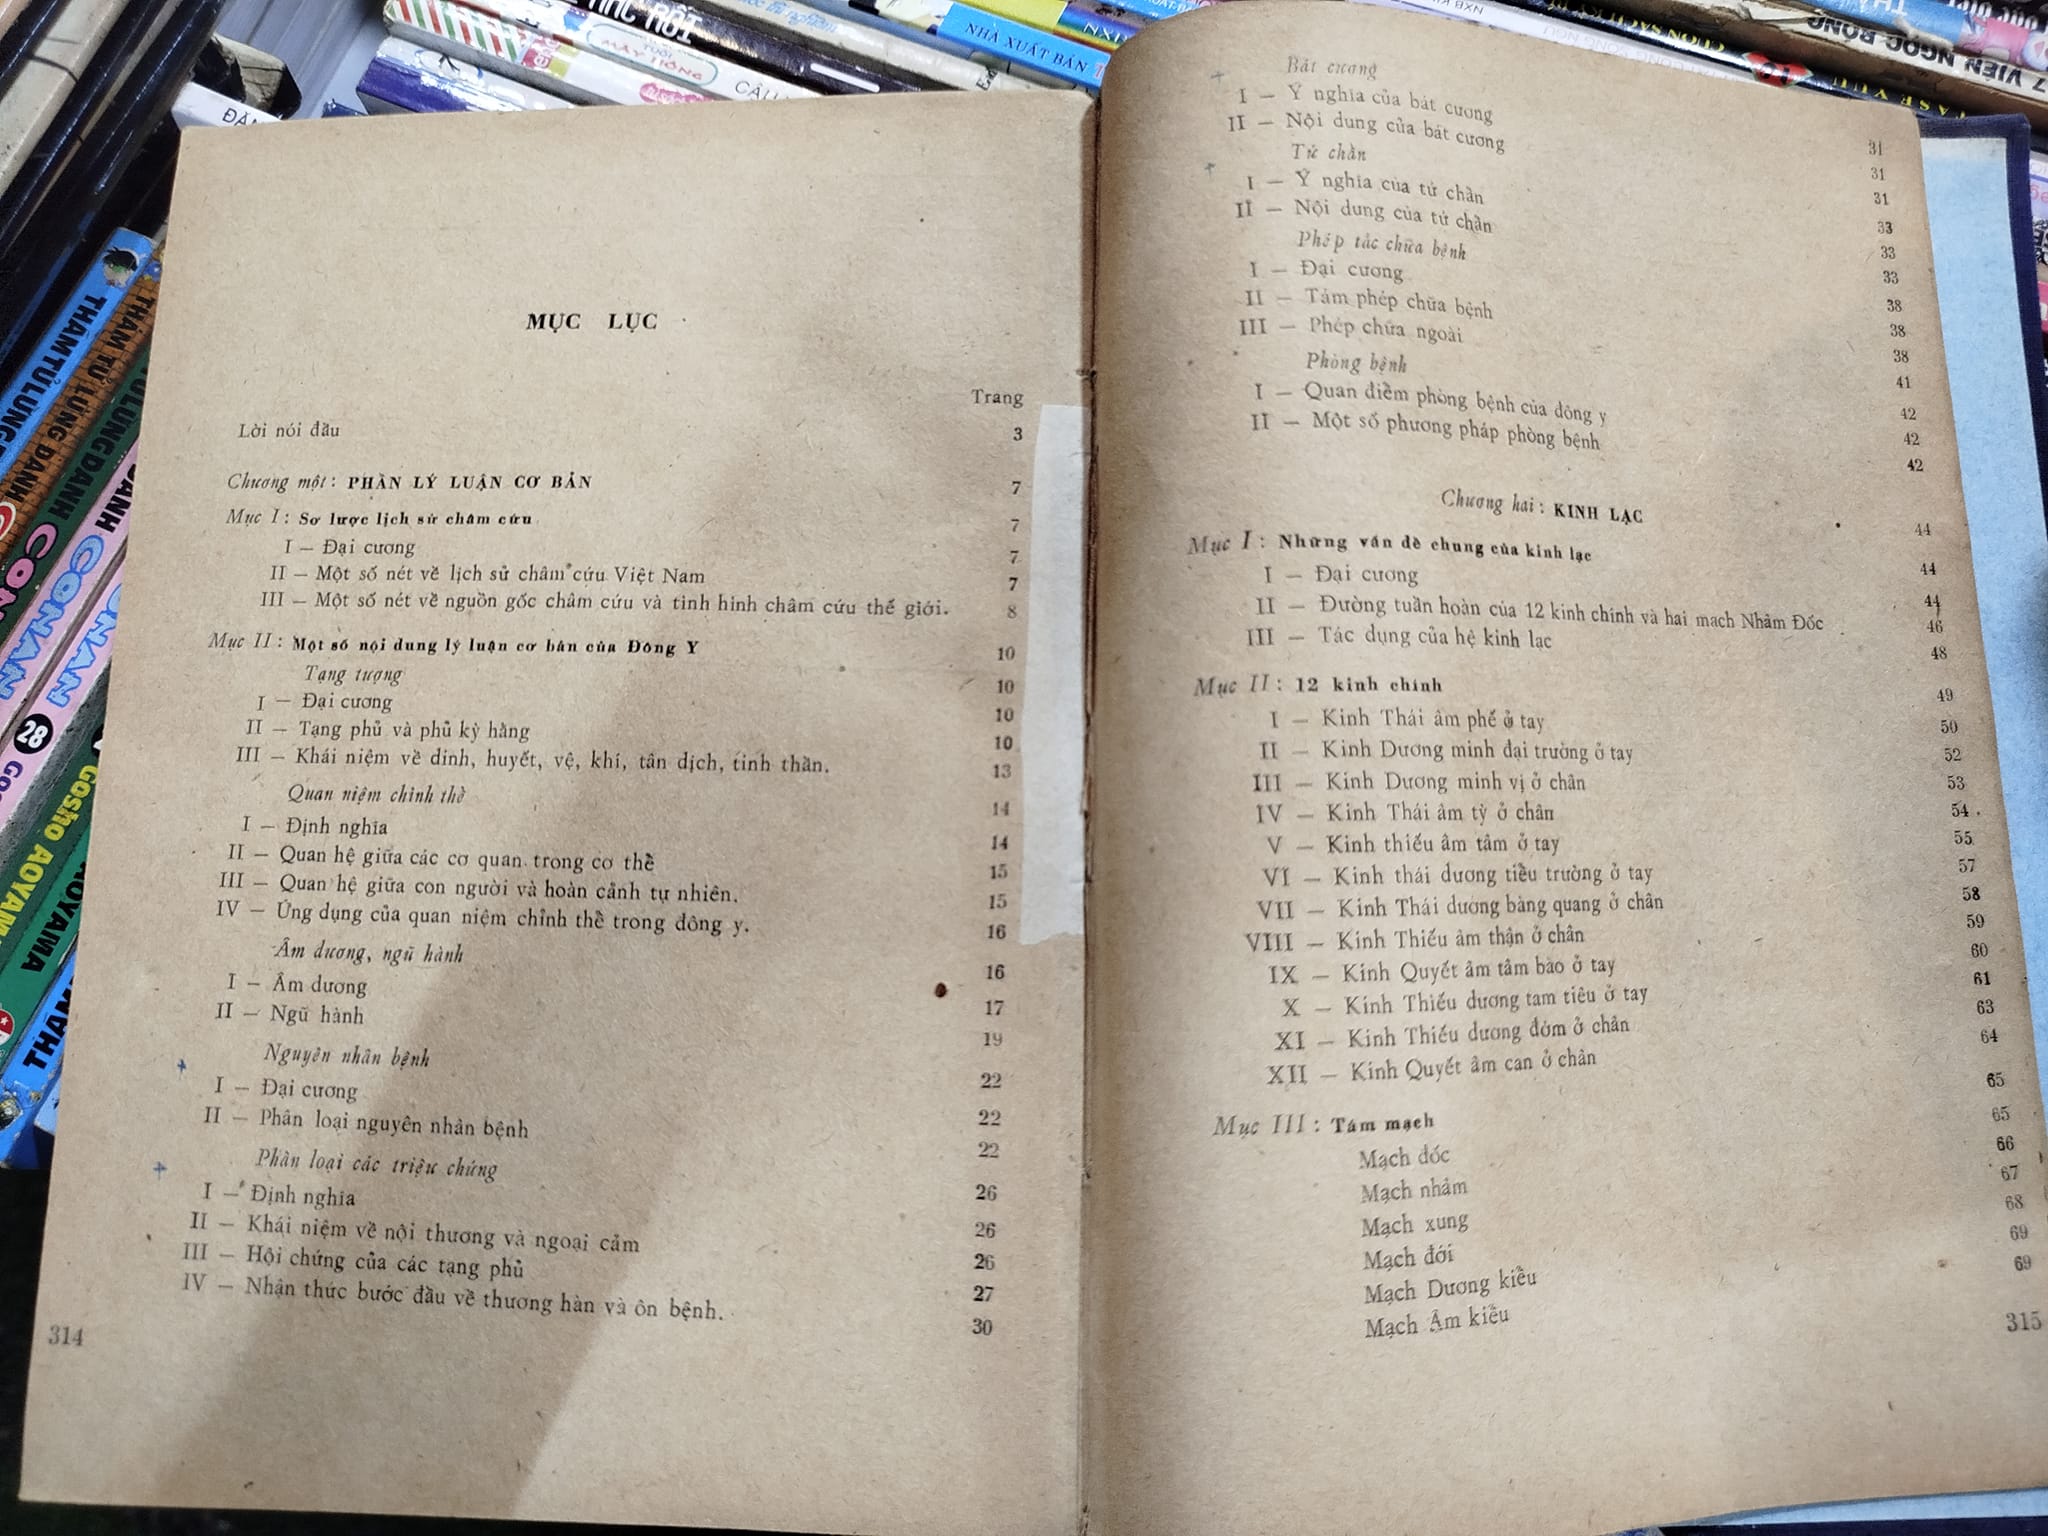 MỤC LỤC
Trang
Lời nói đầu 3
Chương một: PHẦN LÝ LUẬN CƠ BẢN 7
Mục I: Sơ lược lịch sử châm cứu 7
I — Đại cương 7
II — Một số nét về lịch sử châm cứu Việt Nam 7
III — Một số nét về nguồn gốc châm cứu và tình hình châm cứu thế giới. 8
Mục II: Một số nội dung lý luận cơ bản của Đông Y 10
Tạng tượng 10
I — Đại cương 10
II — Tạng phủ và phủ kỳ hằng 10
III — Khái niệm về dinh, huyết, vệ, khí, tân dịch, tinh thần. 13
Quan niệm chỉnh thể 14
I — Định nghĩa 14
II — Quan hệ giữa các cơ quan trong cơ thể 15
III — Quan hệ giữa con người và hoàn cảnh tự nhiên. 15
IV — Ứng dụng của quan niệm chỉnh thể trong đông y. 16
Âm dương, ngũ hành 16
I — Âm dương 17
II — Ngũ hành 19
Nguyên nhân bệnh 22
I — Đại cương 22
II — Phân loại nguyên nhân bệnh 22
Phân loại các triệu chứng 26
I — Định nghĩa 26
II — Khái niệm về nội thương và ngoại cảm 26
III — Hội chứng của các tạng phủ 27
IV — Nhận thức bước đầu về thương hàn và ôn bệnh. 30
314
Bát cương 31
I — Ý nghĩa của bát cương 31
II — Nội dung của bát cương 31
Tứ chẩn 33
I — Ý nghĩa của tứ chẩn 33
II — Nội dung của tứ chẩn 33
Phép tắc chữa bệnh 38
I — Đại cương 38
II — Tám phép chữa bệnh 38
III — Phép chữa ngoài 41
Phòng bệnh 42
I — Quan điểm phòng bệnh của đông y 42
II — Một số phương pháp phòng bệnh 42
Chương hai: KINH LẠC 44
Mục I: Những vấn đề chung của kinh lạc 44
I — Đại cương 44
II — Đường tuần hoàn của 12 kinh chính và hai mạch Nhâm Đốc 46
III — Tác dụng của hệ kinh lạc 48
Mục II: 12 kinh chính 49
I — Kinh Thái âm phế ở tay 50
II — Kinh Dương minh đại trường ở tay 52
III — Kinh Dương minh vị ở chân 53
IV — Kinh Thái âm tỳ ở chân 54
V — Kinh thiếu âm tâm ở tay 55
VI — Kinh thái dương tiểu trường ở tay 57
VII — Kinh Thái dương bàng quang ở chân 58
VIII — Kinh Thiếu âm thận ở chân 59
IX — Kinh Quyết âm tâm bào ở tay 60
X — Kinh Thiếu dương tam tiêu ở tay 61
XI — Kinh Thiếu dương đởm ở chân 63
XII — Kinh Quyết âm can ở chân 64
Mục III: Tám mạch 65
Mạch đốc 65
Mạch nhâm 66
Mạch xung 67
Mạch đới 68
Mạch Dương kiểu 69
Mạch Âm kiểu 69
315
NHÀ XUẤT BẢN
7 VIÊN NGỌC RỒNG
THÁM TỬ LỪNG DANH
CONAN
28
GOSHO AOYAMA